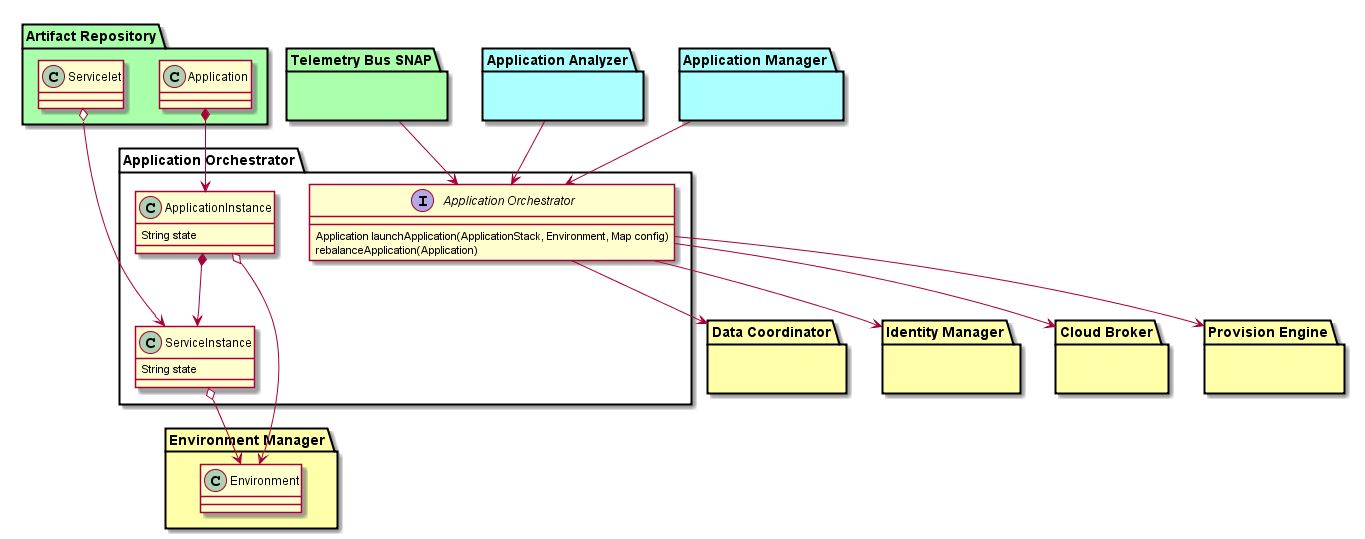 Artifact Repository
C Servicelet
C Application
Telemetry Bus SNAP
Application Analyzer
Application Manager
Application Orchestrator
C ApplicationInstance
String state
I Application Orchestrator
Application launchApplication(ApplicationStack, Environment, Map config)
rebalanceApplication(Application)
C ServiceInstance
String state
Data Coordinator
Identity Manager
Cloud Broker
Provision Engine
Environment Manager
C Environment